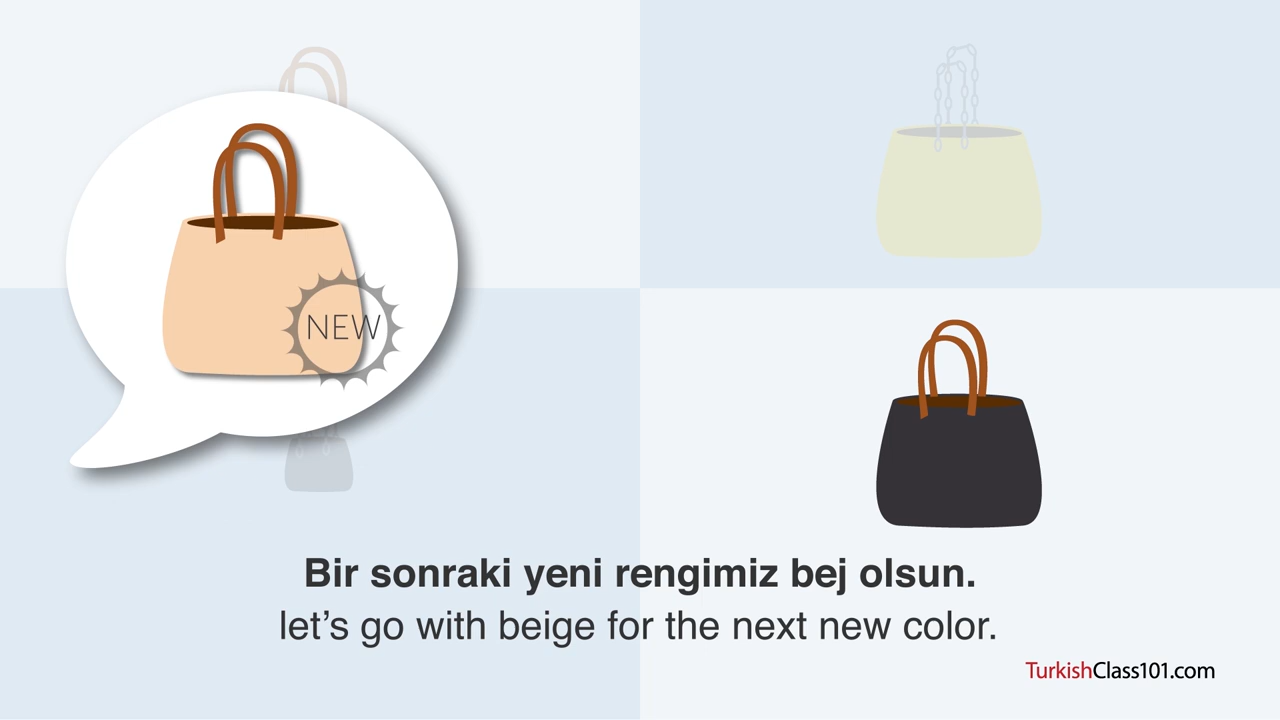 NEW
Bir sonraki yeni rengimiz bej olsun.
let’s go with beige for the next new color.
TurkishClass101.com